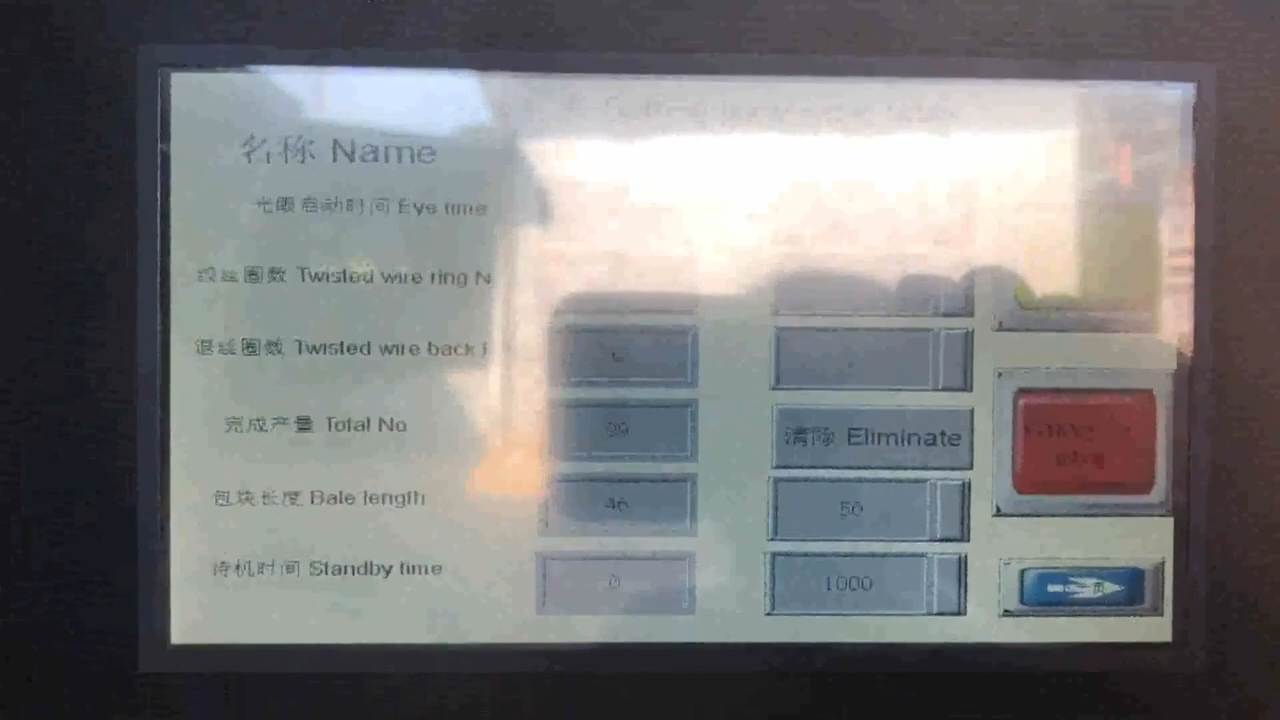 名称 Name
光眼启动时间 Eye time
绞丝圈数 Twisted wire ring N
退丝圈数 Twisted wire back
完成产量 Total No 99 清除 Eliminate
包块长度 Bale length 46 50
待机时间 Standby time 0 1000